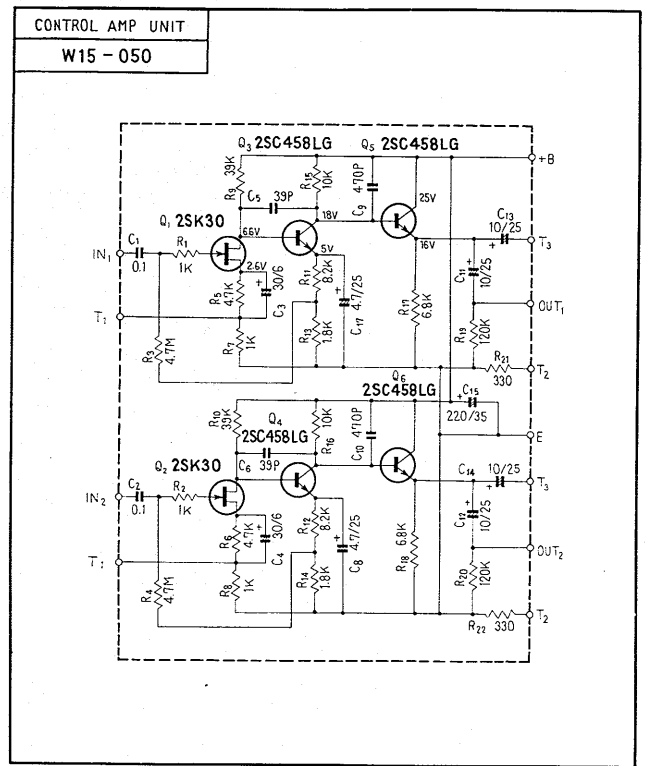 CONTROL AMP UNIT
W15-050
Q3 2SC458LG
Q5 2SC458LG
R9 39K
R15 10K
C9 470P
+B
C5 39P
25V
18V
Q1 2SK30
6.6V
16V
C13 10/25
T3
C1 0.1
R1 1K
IN1
5V
2.6V
R5 4.7K
30/6
C3
R11 8.2K
4.7/25
C17
C11 10/25
R17 6.8K
OUT1
T1
R7 1K
R13 1.8K
R19 120K
R3 4.7M
R21 330
T2
Q6 2SC458LG
R10 39K
Q4 2SC458LG
10K
R16
470P
C10
C15 220/35
E
C6 39P
Q2 2SK30
C14 10/25
T3
C2 0.1
R2 1K
IN2
R6 4.7K
30/6
C4
R12 8.2K
4.7/25
C8
6.8K
R18
C12 10/25
OUT2
T1
R8 1K
R14 1.8K
R20 120K
R4 4.7M
R22 330
T2